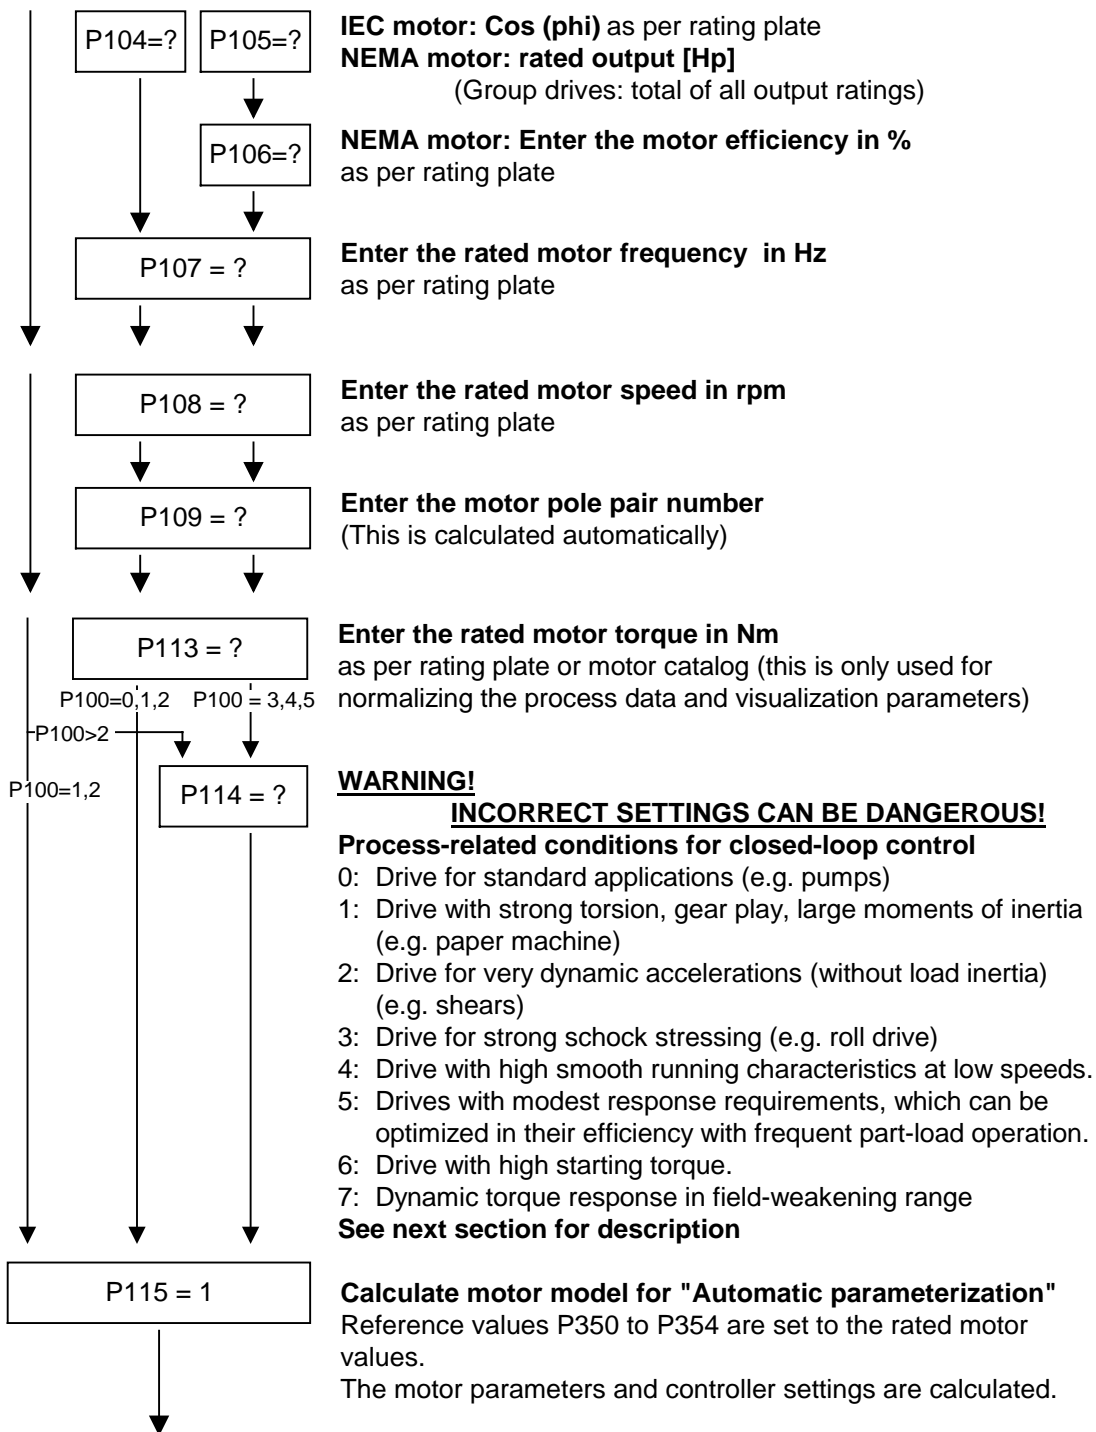 P104=? P105=? IEC motor: Cos (phi) as per rating plate
NEMA motor: rated output [Hp]
(Group drives: total of all output ratings)
P106=? NEMA motor: Enter the motor efficiency in %
as per rating plate
P107 = ? Enter the rated motor frequency in Hz
as per rating plate
P108 = ? Enter the rated motor speed in rpm
as per rating plate
P109 = ? Enter the motor pole pair number
(This is calculated automatically)
P113 = ? Enter the rated motor torque in Nm
as per rating plate or motor catalog (this is only used for
P100=0,1,2 P100 = 3,4,5 normalizing the process data and visualization parameters)
P100>2
P100=1,2
P114 = ?
WARNING!
INCORRECT SETTINGS CAN BE DANGEROUS!
Process-related conditions for closed-loop control
0: Drive for standard applications (e.g. pumps)
1: Drive with strong torsion, gear play, large moments of inertia
(e.g. paper machine)
2: Drive for very dynamic accelerations (without load inertia)
(e.g. shears)
3: Drive for strong schock stressing (e.g. roll drive)
4: Drive with high smooth running characteristics at low speeds.
5: Drives with modest response requirements, which can be
optimized in their efficiency with frequent part-load operation.
6: Drive with high starting torque.
7: Dynamic torque response in field-weakening range
See next section for description
P115 = 1 Calculate motor model for "Automatic parameterization"
Reference values P350 to P354 are set to the rated motor
values.
The motor parameters and controller settings are calculated.